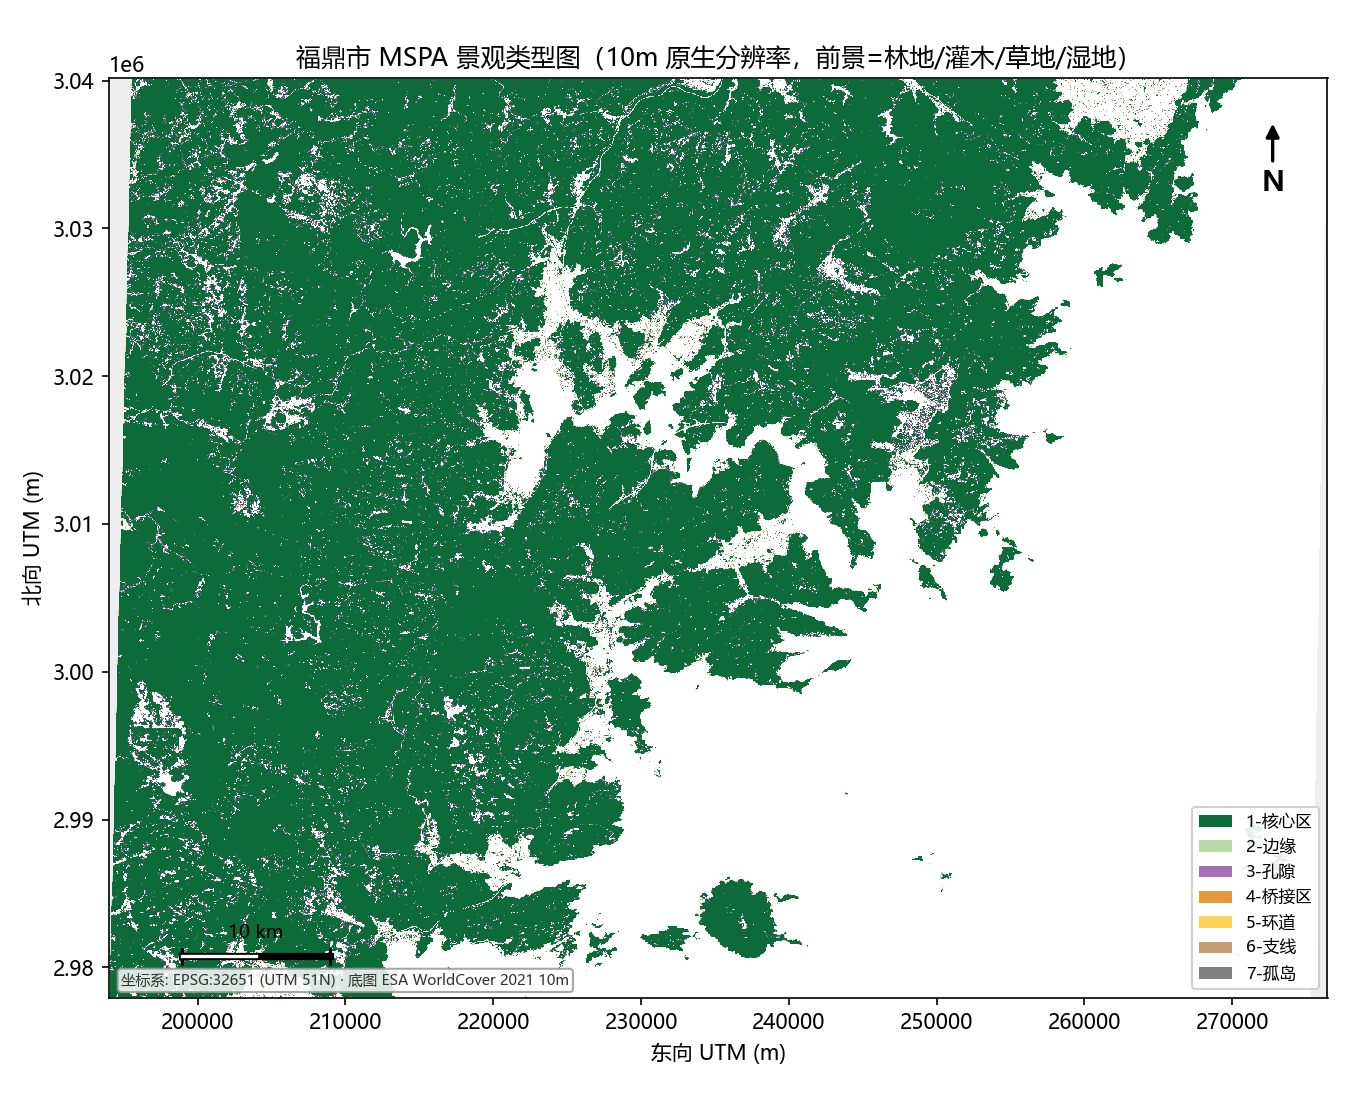 福鼎市 MSPA 景观类型图（10m 原生分辨率，前景=林地/灌木/草地/湿地）
1e6
3.04
3.03
3.02
3.01
3.00
2.99
2.98
北向 UTM (m)
N
1-核心区
2-边缘
3-孔隙
4-桥接区
5-环道
6-支线
7-孤岛
10 km
坐标系: EPSG:32651 (UTM 51N) · 底图 ESA WorldCover 2021 10m
200000
210000
220000
230000
240000
250000
260000
270000
东向 UTM (m)